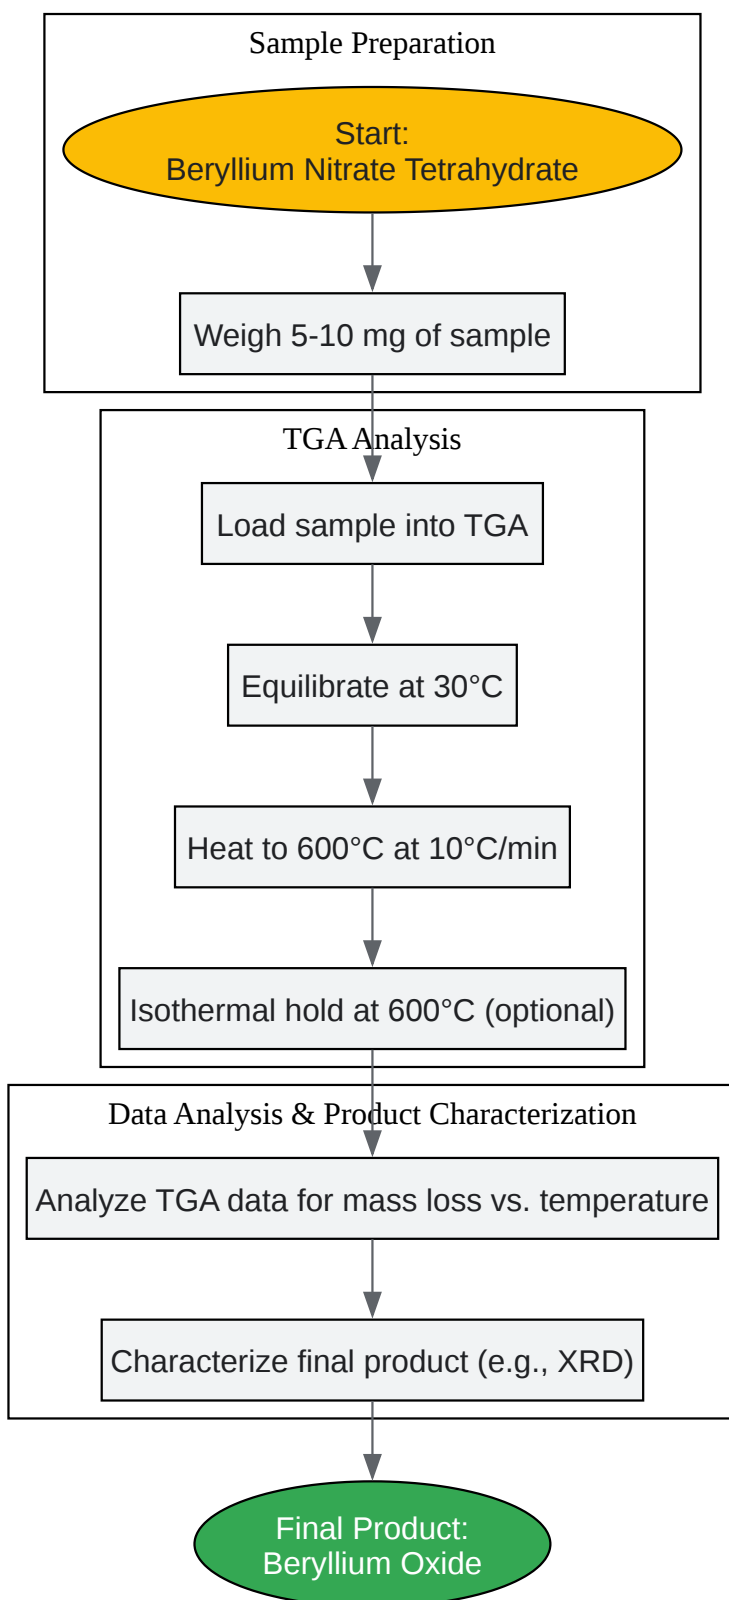 Sample Preparation
Start:
Beryllium Nitrate Tetrahydrate
Weigh 5-10 mg of sample
TGA Analysis
Load sample into TGA
Equilibrate at 30°C
Heat to 600°C at 10°C/min
Isothermal hold at 600°C (optional)
Data Analysis & Product Characterization
Analyze TGA data for mass loss vs. temperature
Characterize final product (e.g., XRD)
Final Product:
Beryllium Oxide